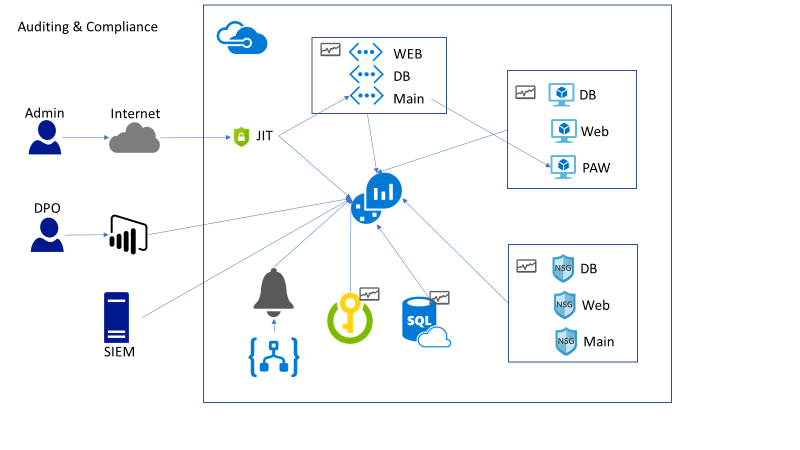 Auditing & Compliance
WEB
DB
Main
DB
Web
PAW
Admin
Internet
JIT
DPO
SIEM
SQL
NSG
DB
NSG
Web
NSG
Main